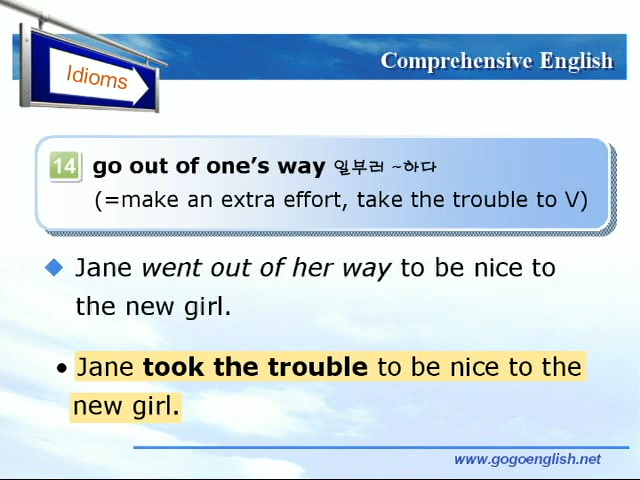 Idioms
Comprehensive English
14 go out of one's way 일부러 ~하다
(=make an extra effort, take the trouble to V)
◆ Jane went out of her way to be nice to
the new girl.
• Jane took the trouble to be nice to the
new girl.
www.gogoenglish.net